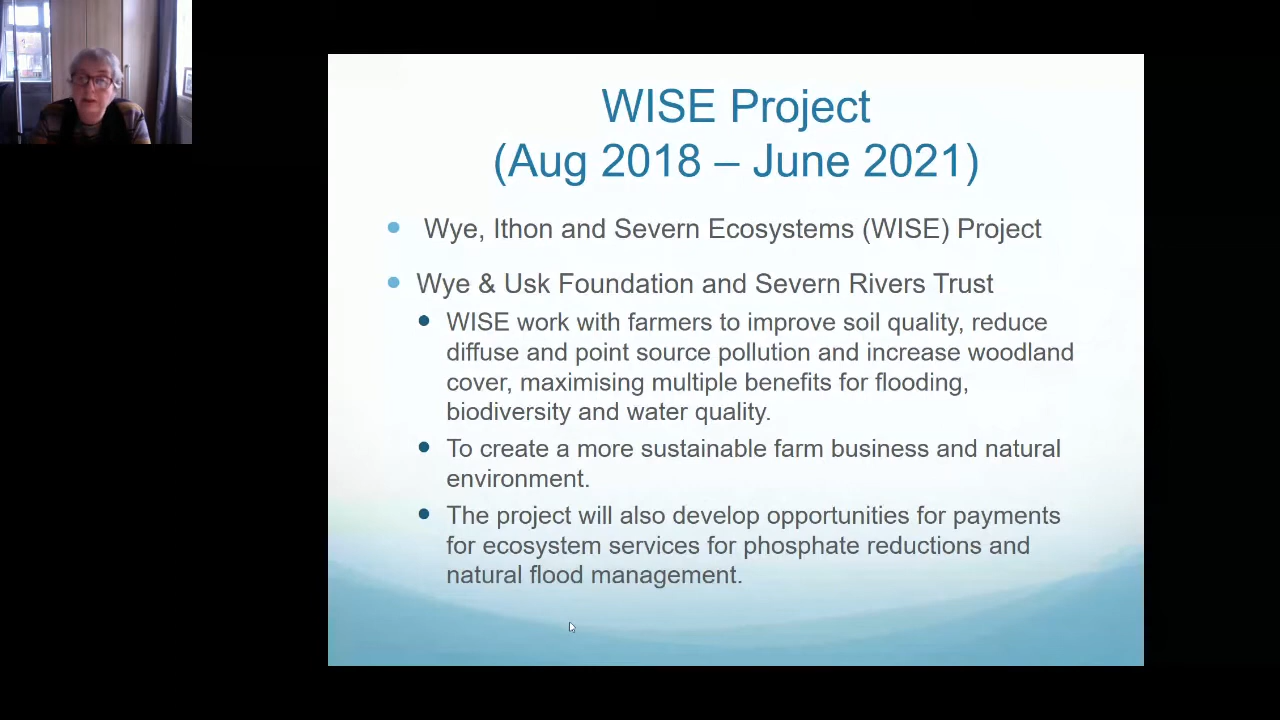 WISE Project
(Aug 2018 – June 2021)
Wye, Ithon and Severn Ecosystems (WISE) Project
Wye & Usk Foundation and Severn Rivers Trust
WISE work with farmers to improve soil quality, reduce
diffuse and point source pollution and increase woodland
cover, maximising multiple benefits for flooding,
biodiversity and water quality.
To create a more sustainable farm business and natural
environment.
The project will also develop opportunities for payments
for ecosystem services for phosphate reductions and
natural flood management.